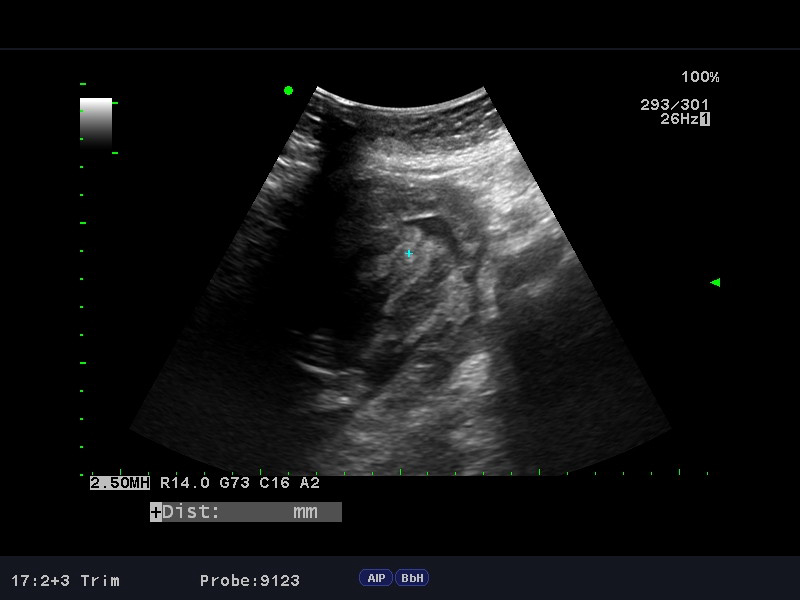 100%
293/301
26Hz1
2.50MH R14.0 G73 C16 A2
+Dist: mm
17:2+3 Trim Probe:9123 AIP BbH